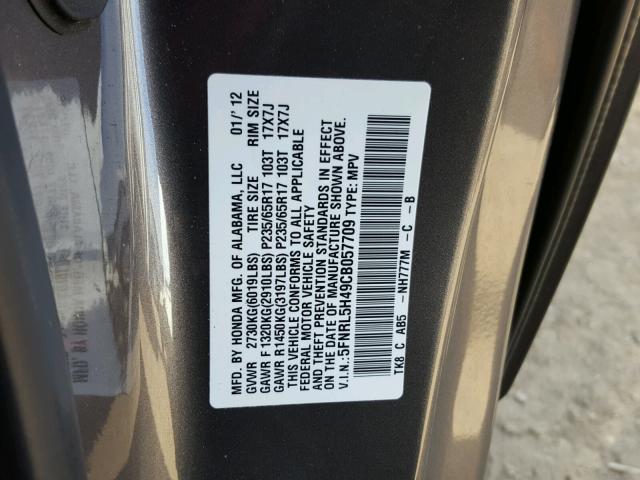 MFD. BY HONDA MFG. OF ALABAMA, LLC 01/'12
GVWR 2730KG(6019LBS) TIRE SIZE RIM SIZE
GAWR F 1320KG(2910LBS) P235/65R17 103T 17X7J
GAWR R 1450KG(3197LBS) P235/65R17 103T 17X7J
THIS VEHICLE CONFORMS TO ALL APPLICABLE
FEDERAL MOTOR VEHICLE SAFETY
AND THEFT PREVENTION STANDARDS IN EFFECT
ON THE DATE OF MANUFACTURE SHOWN ABOVE.
V.I.N.:5FNRL5H49CB057709 TYPE: MPV
TK8 C AB5 -NH777M -C -B